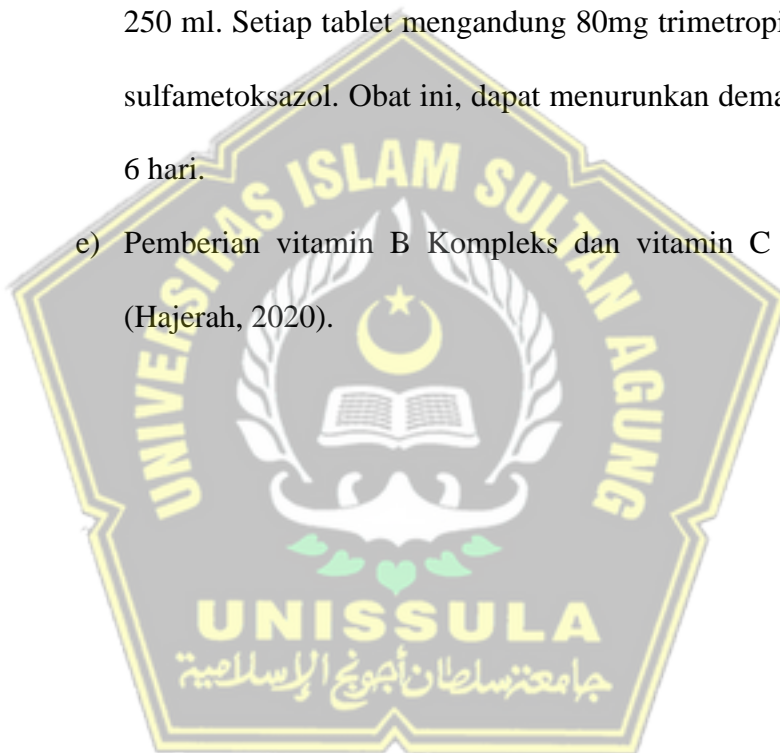 250 ml. Setiap tablet mengandung 80mg trimetropi
sulfametoksazol. Obat ini, dapat menurunkan dema
6 hari.
e) Pemberian vitamin B Kompleks dan vitamin C
(Hajerah, 2020).
UNIVERSITAS ISLAM SULTAN AGUNG
UNISSULA
جامعة سلطان أجونج الإسلامية